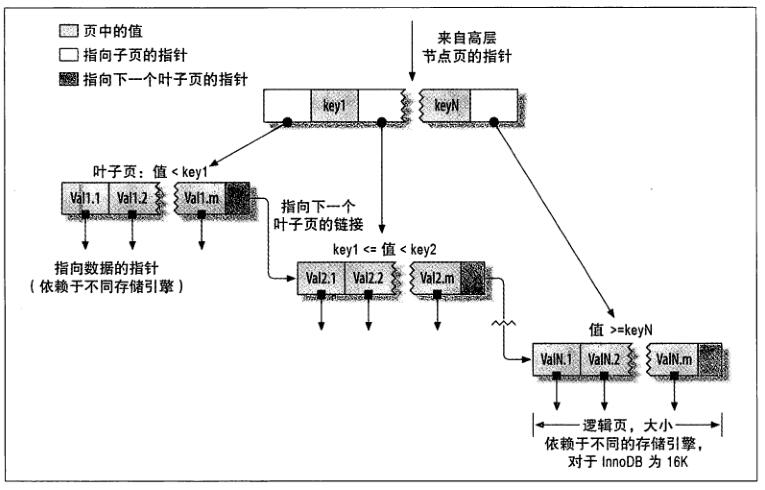 页中的值
指向子页的指针
指向下一个叶子页的指针
来自高层
节点页的指针
key1
keyN
叶子页：值 < key1
Val1.1 Val1.2 Val1.m
指向下一个
叶子页的链接
key1 <= 值 < key2
指向数据的指针
（依赖于不同存储引擎）
Val2.1 Val2.2 Val2.m
值 >=keyN
ValN.1 ValN.2 ValN.m
逻辑页，大小
依赖于不同的存储引擎，
对于 InnoDB 为 16K